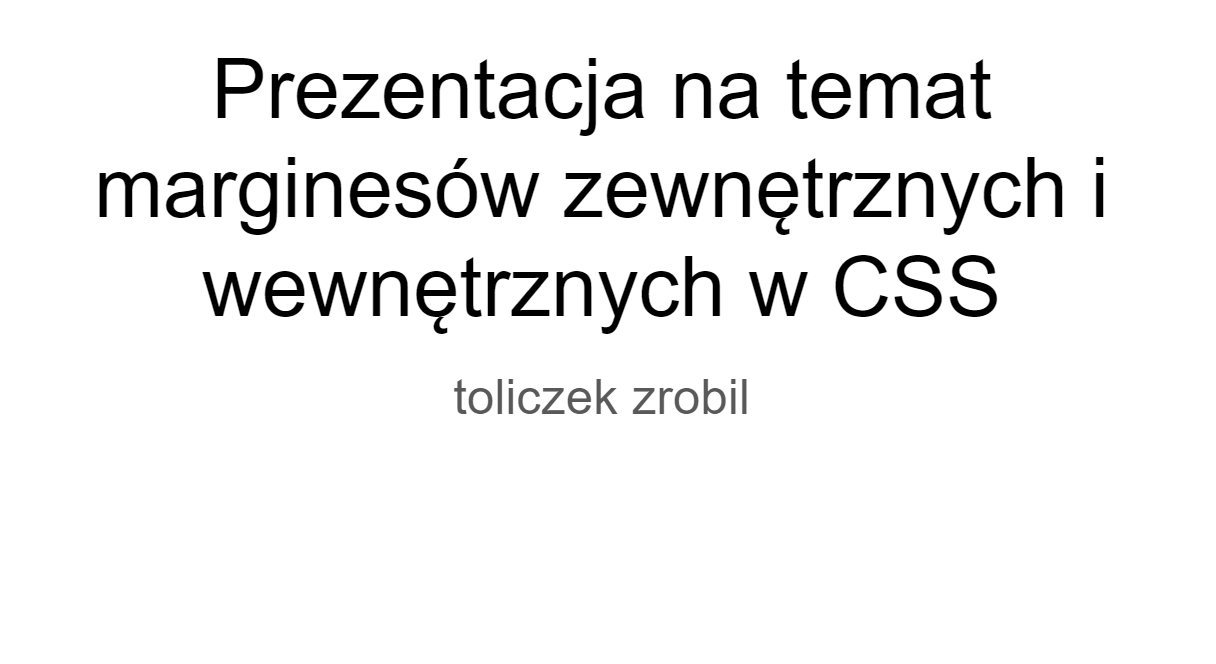 Prezentacja na temat
marginesów zewnętrznych i
wewnętrznych w CSS
toliczek zrobil